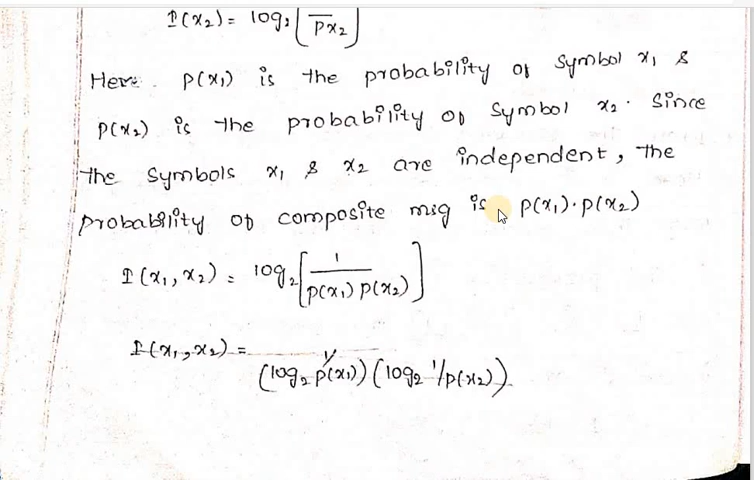 I(x₂) = log₂[ 1/Px₂ ]
Here P(x₁) is the probability of symbol x₁ &
P(x₂) is the probability of symbol x₂. Since
the symbols x₁ & x₂ are independent, the
probability of composite msg is P(x₁)·P(x₂)
I(x₁,x₂) = log₂[ 1/P(x₁) P(x₂) ]
I(x₁,x₂) = (log₂ 1/P(x₁)) (log₂ 1/P(x₂))